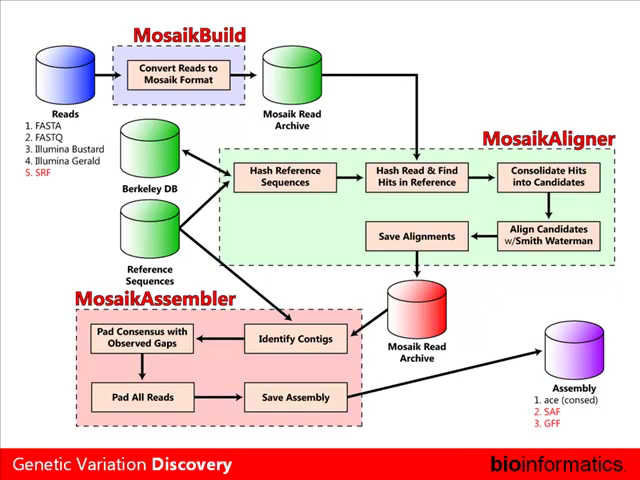 MosaikBuild
Convert Reads to
Mosaik Format
Reads
1. FASTA
2. FASTQ
3. Illumina Bustard
4. Illumina Gerald
5. SRF
Mosaik Read
Archive
MosaikAligner
Berkeley DB
Hash Reference
Sequences
Hash Read & Find
Hits in Reference
Consolidate Hits
into Candidates
Save Alignments
Align Candidates
w/Smith Waterman
Reference
Sequences
MosaikAssembler
Pad Consensus with
Observed Gaps
Identify Contigs
Mosaik Read
Archive
Pad All Reads
Save Assembly
Assembly
1. ace (consed)
2. SAF
3. GFF
Genetic Variation Discovery
bioinformatics.